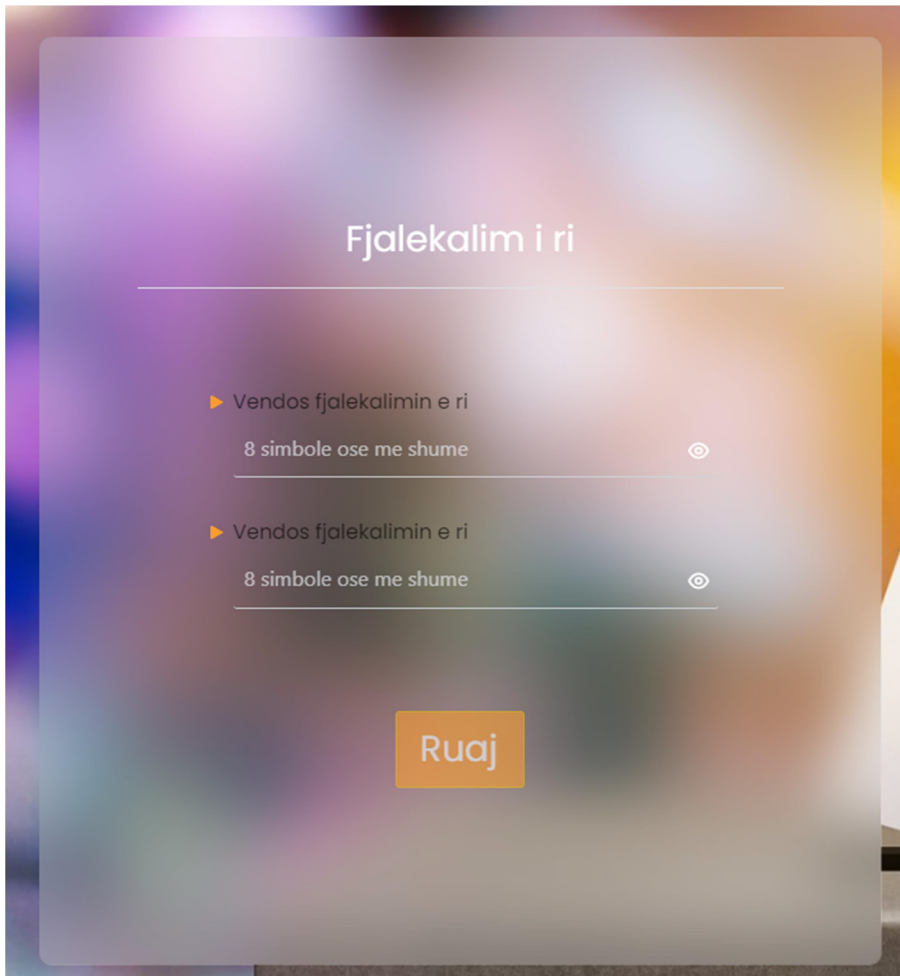 Fjalekalim i ri
Vendos fjalekalimin e ri
8 simbole ose me shume
Vendos fjalekalimin e ri
8 simbole ose me shume
Ruaj